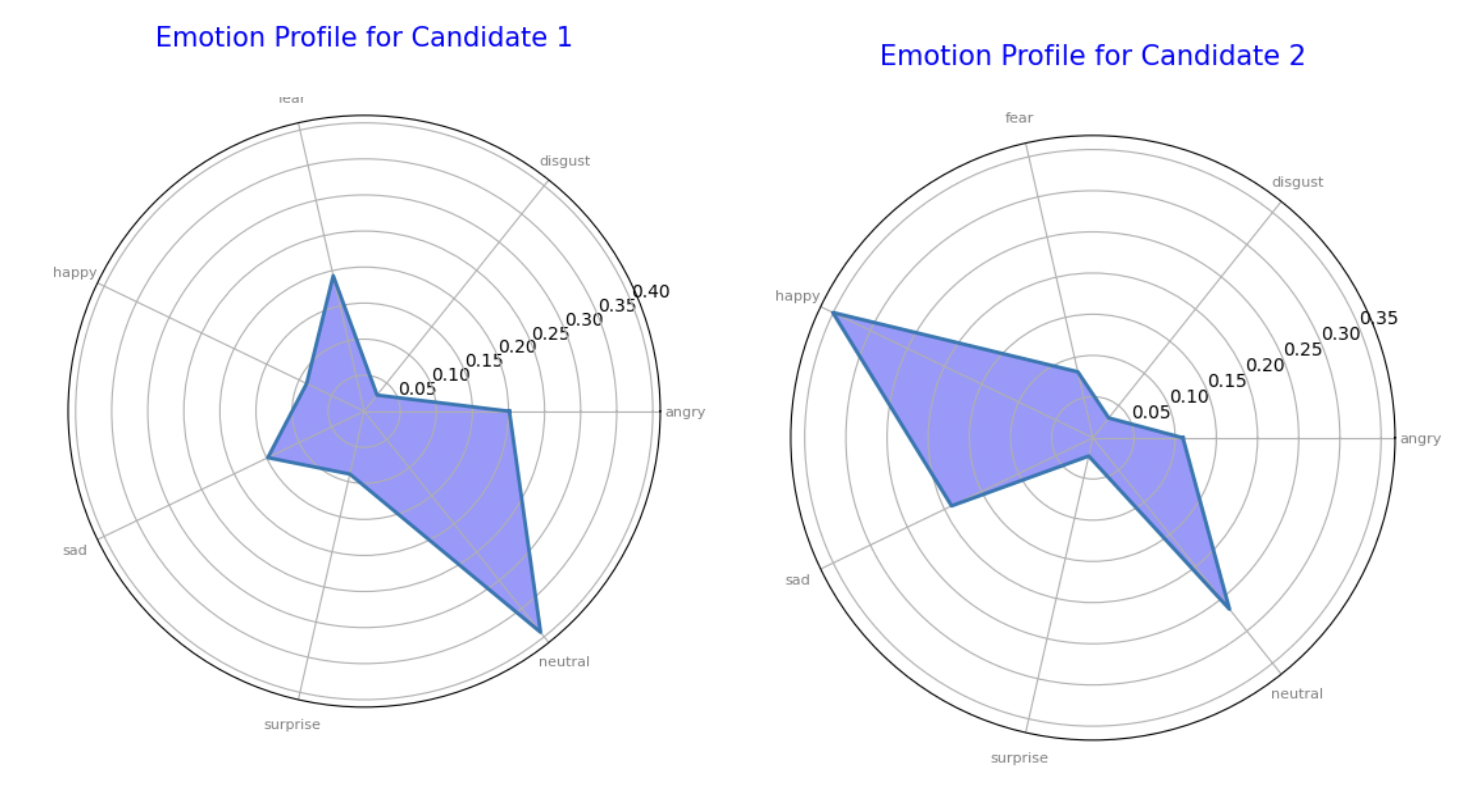 Emotion Profile for Candidate 1
fear
disgust
happy
0.40
0.35
0.30
0.25
0.20
0.15
0.10
0.05
angry
sad
neutral
surprise
Emotion Profile for Candidate 2
fear
disgust
happy
0.35
0.30
0.25
0.20
0.15
0.10
0.05
angry
sad
neutral
surprise